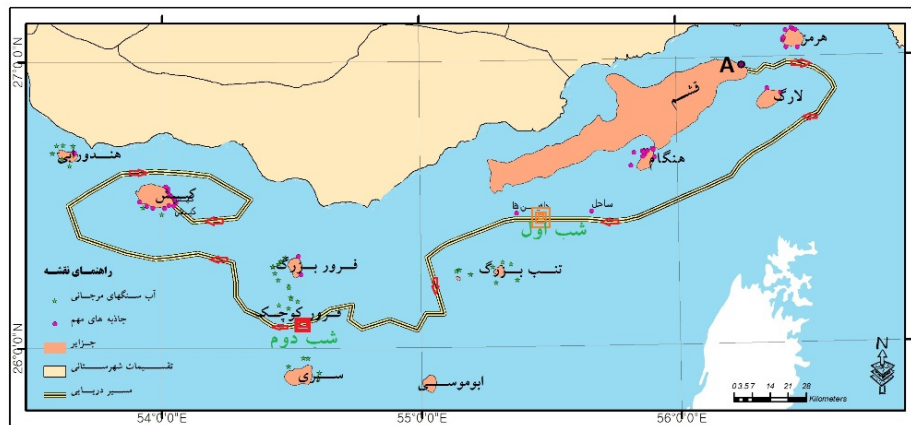 27°0'0"N
26°0'0"N
هرمز
A
قشم
لارک
هندورابی
هنگام
کیش
ساحل
شب اول
فرور بزرگ
تنب بزرگ
فرور کوچک
شب دوم
سیری
ابوموسی
راهنمای نقشه
آب سنگهای مرجانی
جاذبه های مهم
جزایر
تقسیمات شهرستانی
مسیر دریایی
N
0 3.5 7 14 21 28
Kilometers
54°0'0"E
55°0'0"E
56°0'0"E